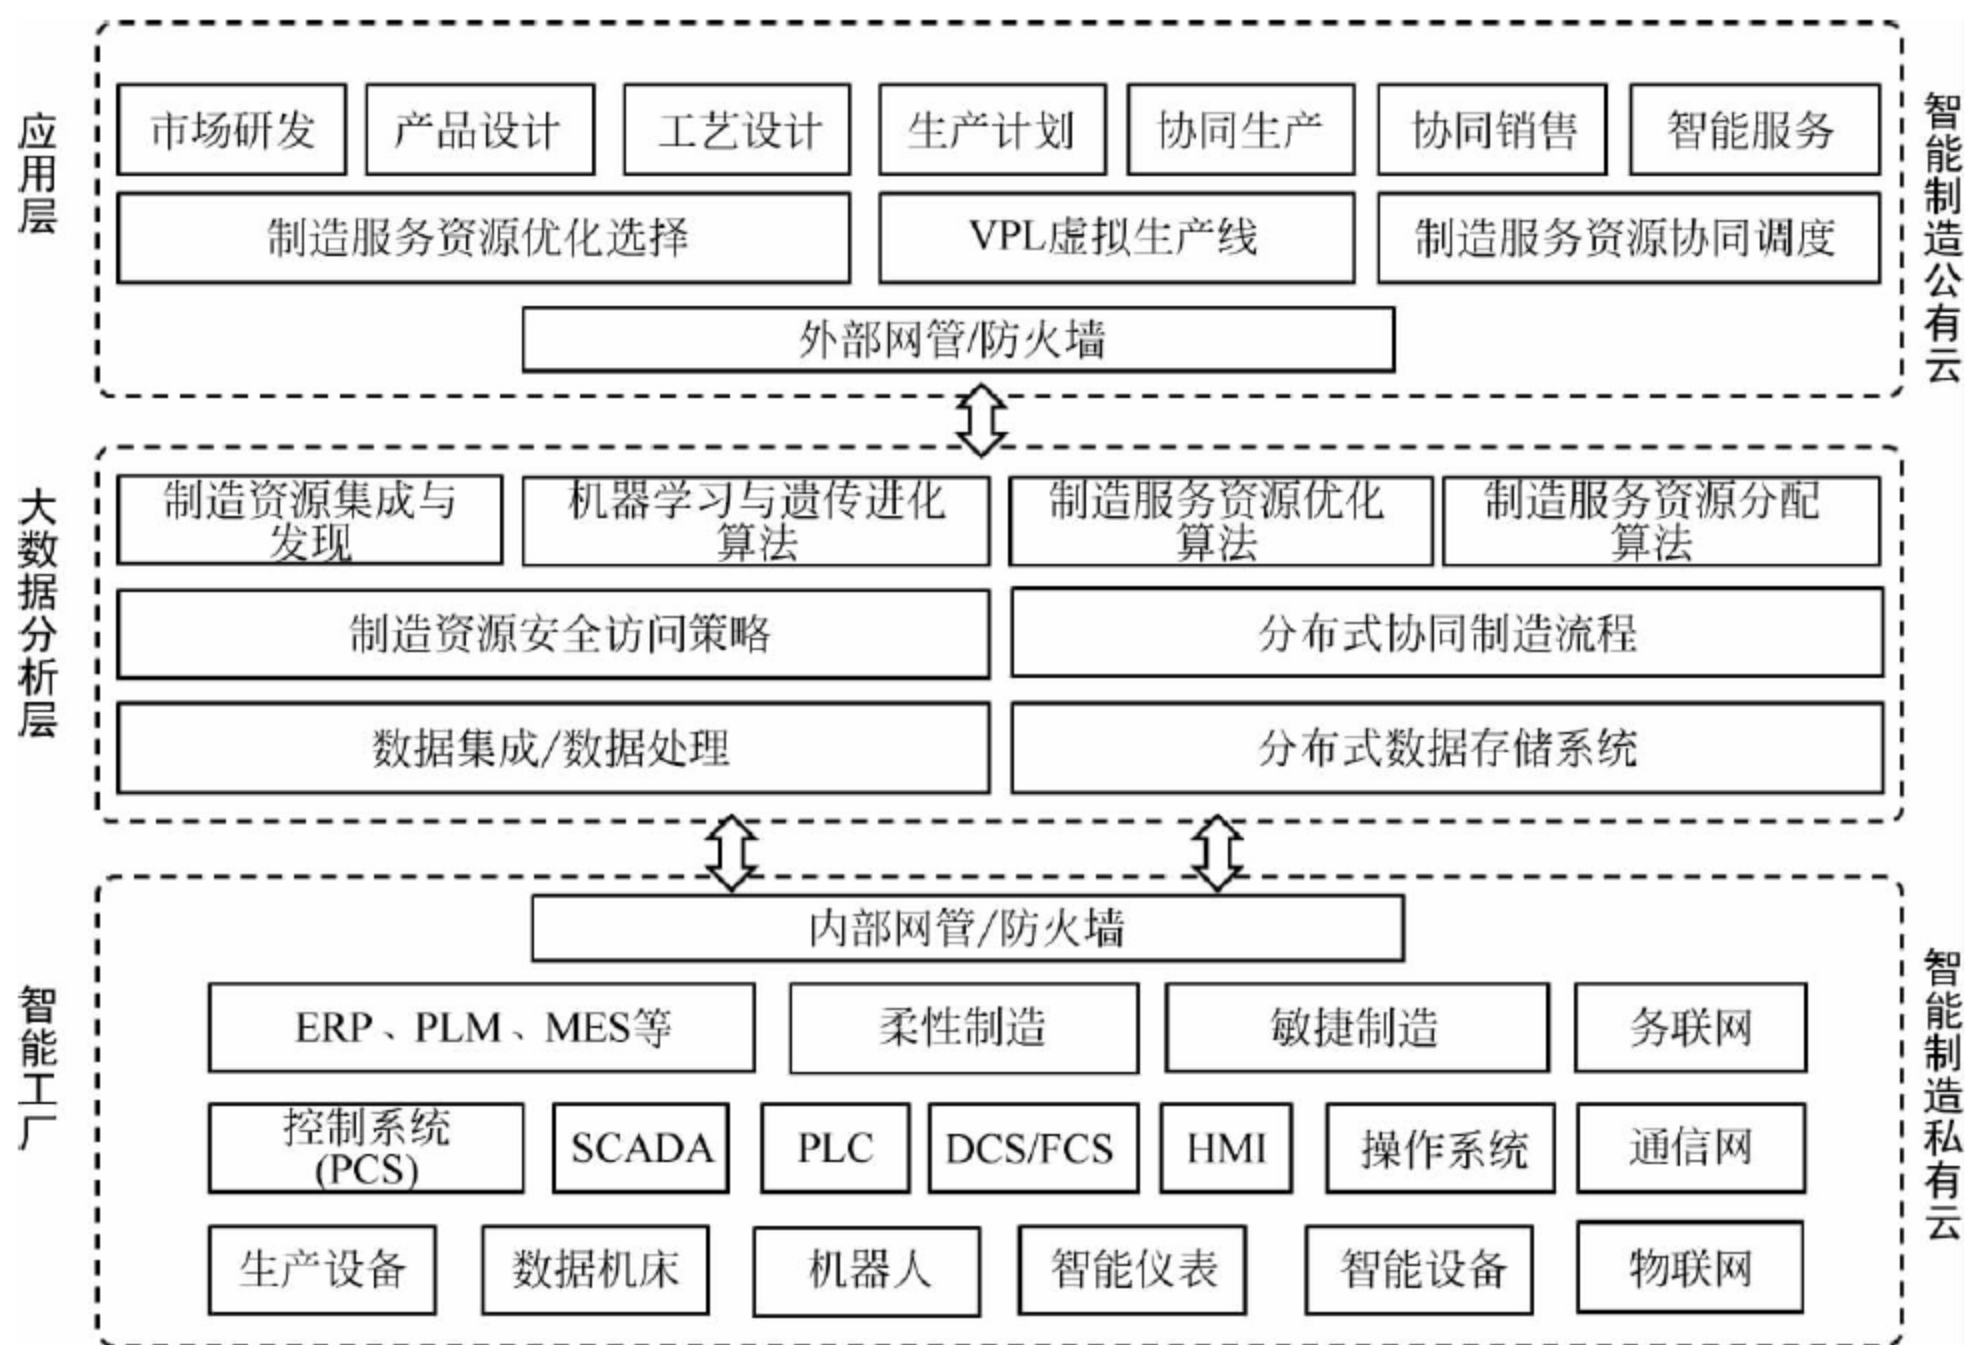 应用层
市场研发
产品设计
工艺设计
生产计划
协同生产
协同销售
智能服务
制造服务资源优化选择
VPL虚拟生产线
制造服务资源协同调度
外部网管/防火墙
智能制造公有云
大数据分析层
制造资源集成与
发现
机器学习与遗传进化
算法
制造服务资源优化
算法
制造服务资源分配
算法
制造资源安全访问策略
分布式协同制造流程
数据集成/数据处理
分布式数据存储系统
智能工厂
内部网管/防火墙
ERP、PLM、MES等
柔性制造
敏捷制造
务联网
控制系统
(PCS)
SCADA
PLC
DCS/FCS
HMI
操作系统
通信网
生产设备
数据机床
机器人
智能仪表
智能设备
物联网
智能制造私有云